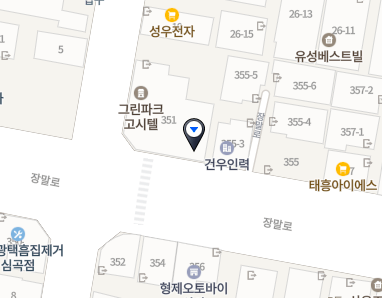 26-13
26-11
성우전자
26-15
유성베스트빌
5
355-5
355-6
357-2
그린파크
고시텔
351
355-4
357-1
건우인력
355
태흥아이에스
장말로
장말로
광택흠집제거
심곡점
352
354
356
형제오토바이